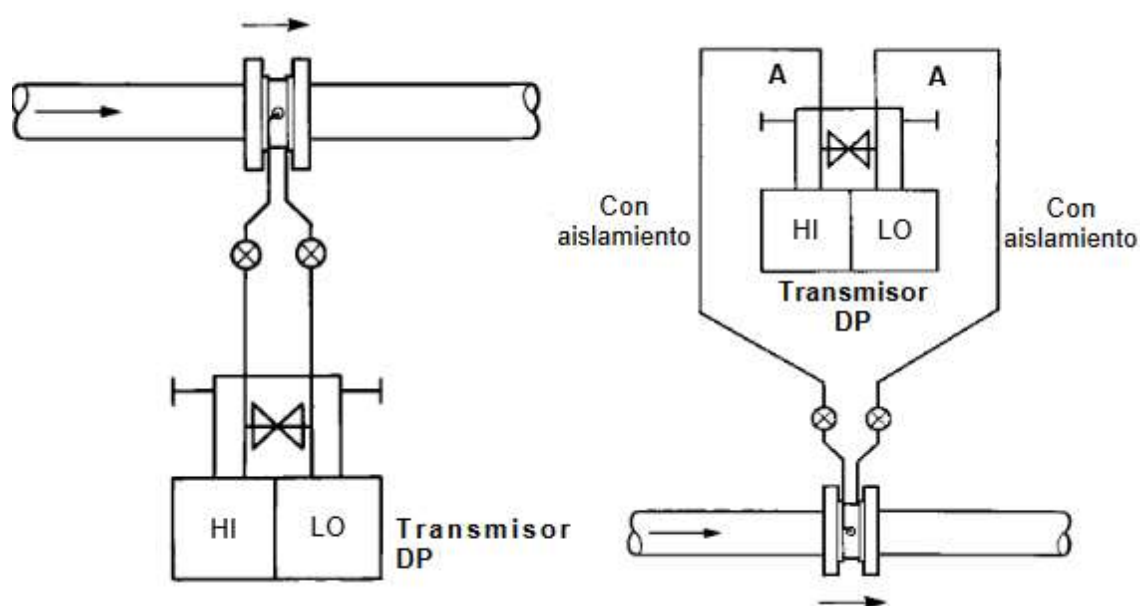 HI
LO
Transmisor
DP
A
A
Con
aislamiento
HI
LO
Con
aislamiento
Transmisor
DP